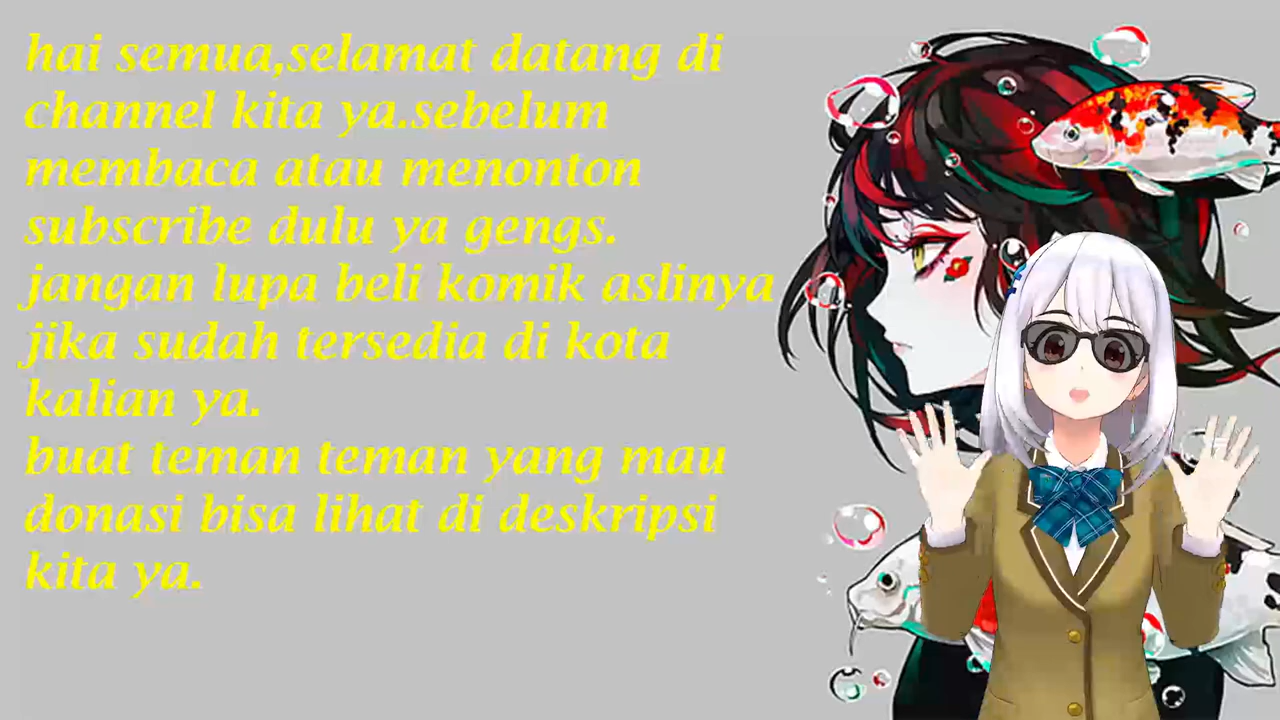 hai semua,selamat datang di
channel kita ya.sebelum
membaca atau menonton
subscribe dulu ya gengs.
jangan lupa beli komik aslinya
jika sudah tersedia di kota
kalian ya.
buat teman teman yang mau
donasi bisa lihat di deskripsi
kita ya.